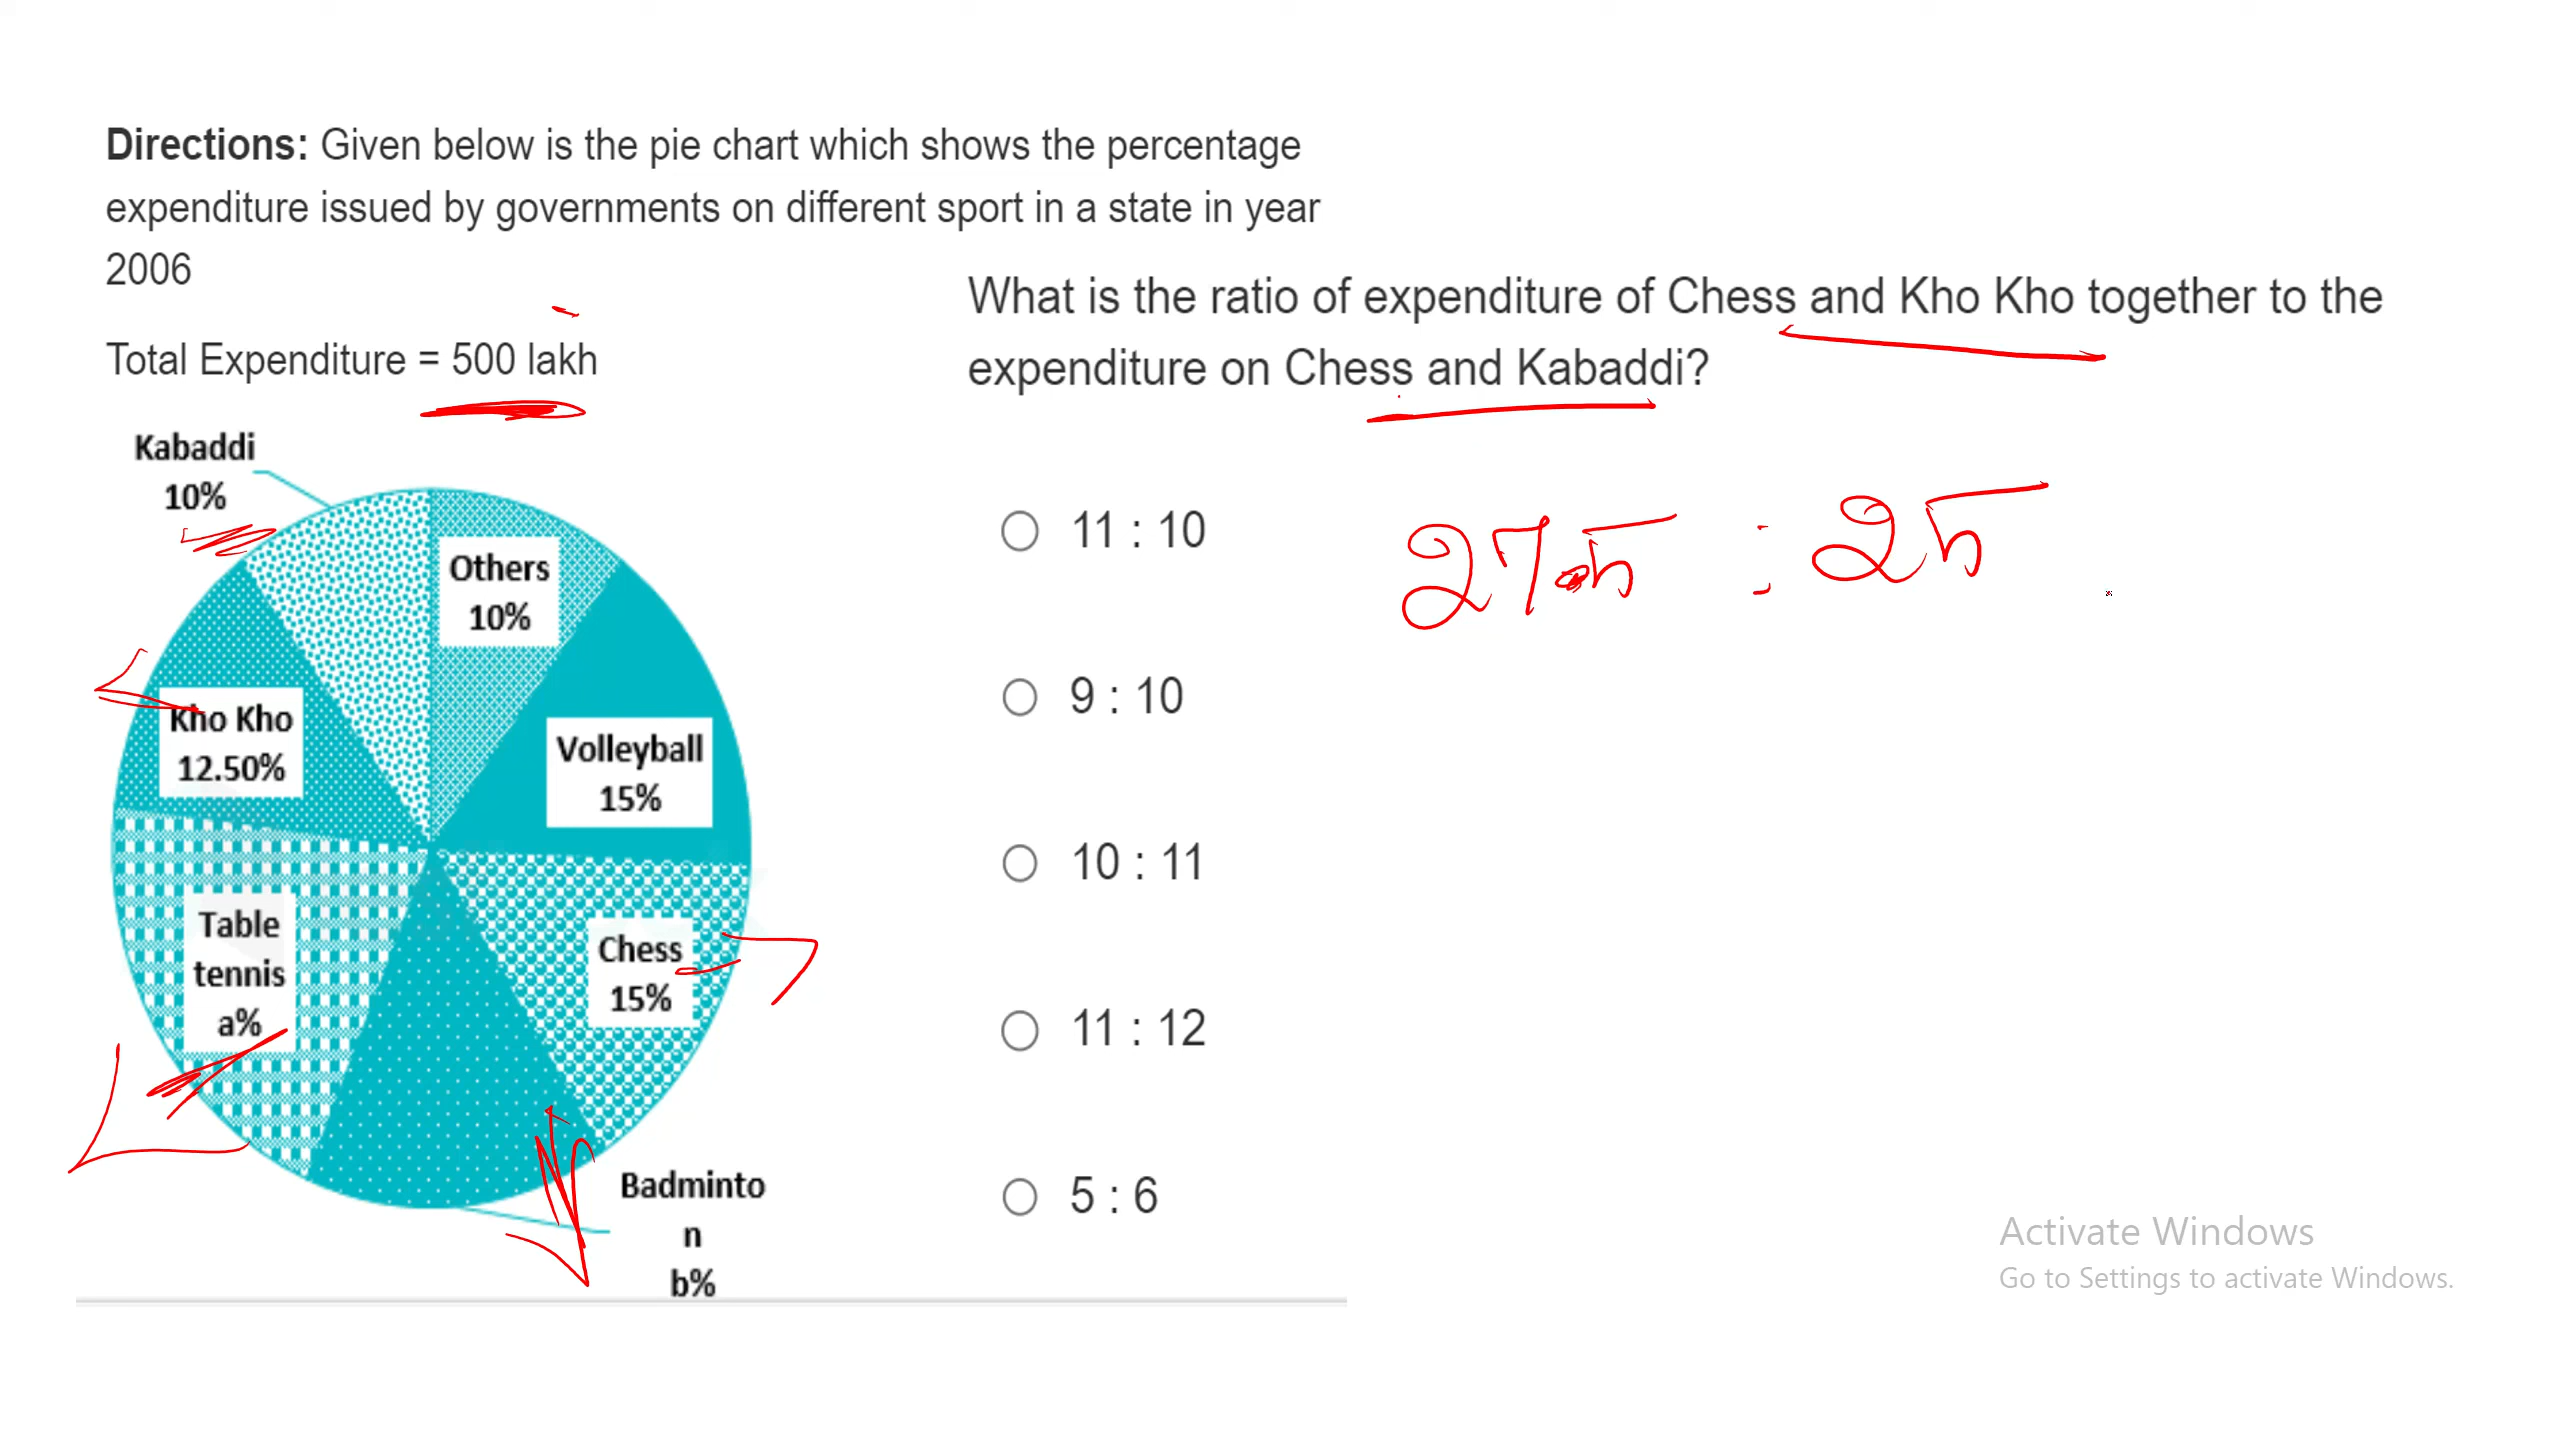 Directions: Given below is the pie chart which shows the percentage
expenditure issued by governments on different sport in a state in year
2006
Total Expenditure = 500 lakh
What is the ratio of expenditure of Chess and Kho Kho together to the
expenditure on Chess and Kabaddi?
Kabaddi
10%
Others
10%
Volleyball
15%
Kho Kho
12.50%
Table
tennis
a%
Chess
15%
Badminto
n
b%
11 : 10
9 : 10
10 : 11
11 : 12
5 : 6
27.5 : 25
Activate Windows
Go to Settings to activate Windows.